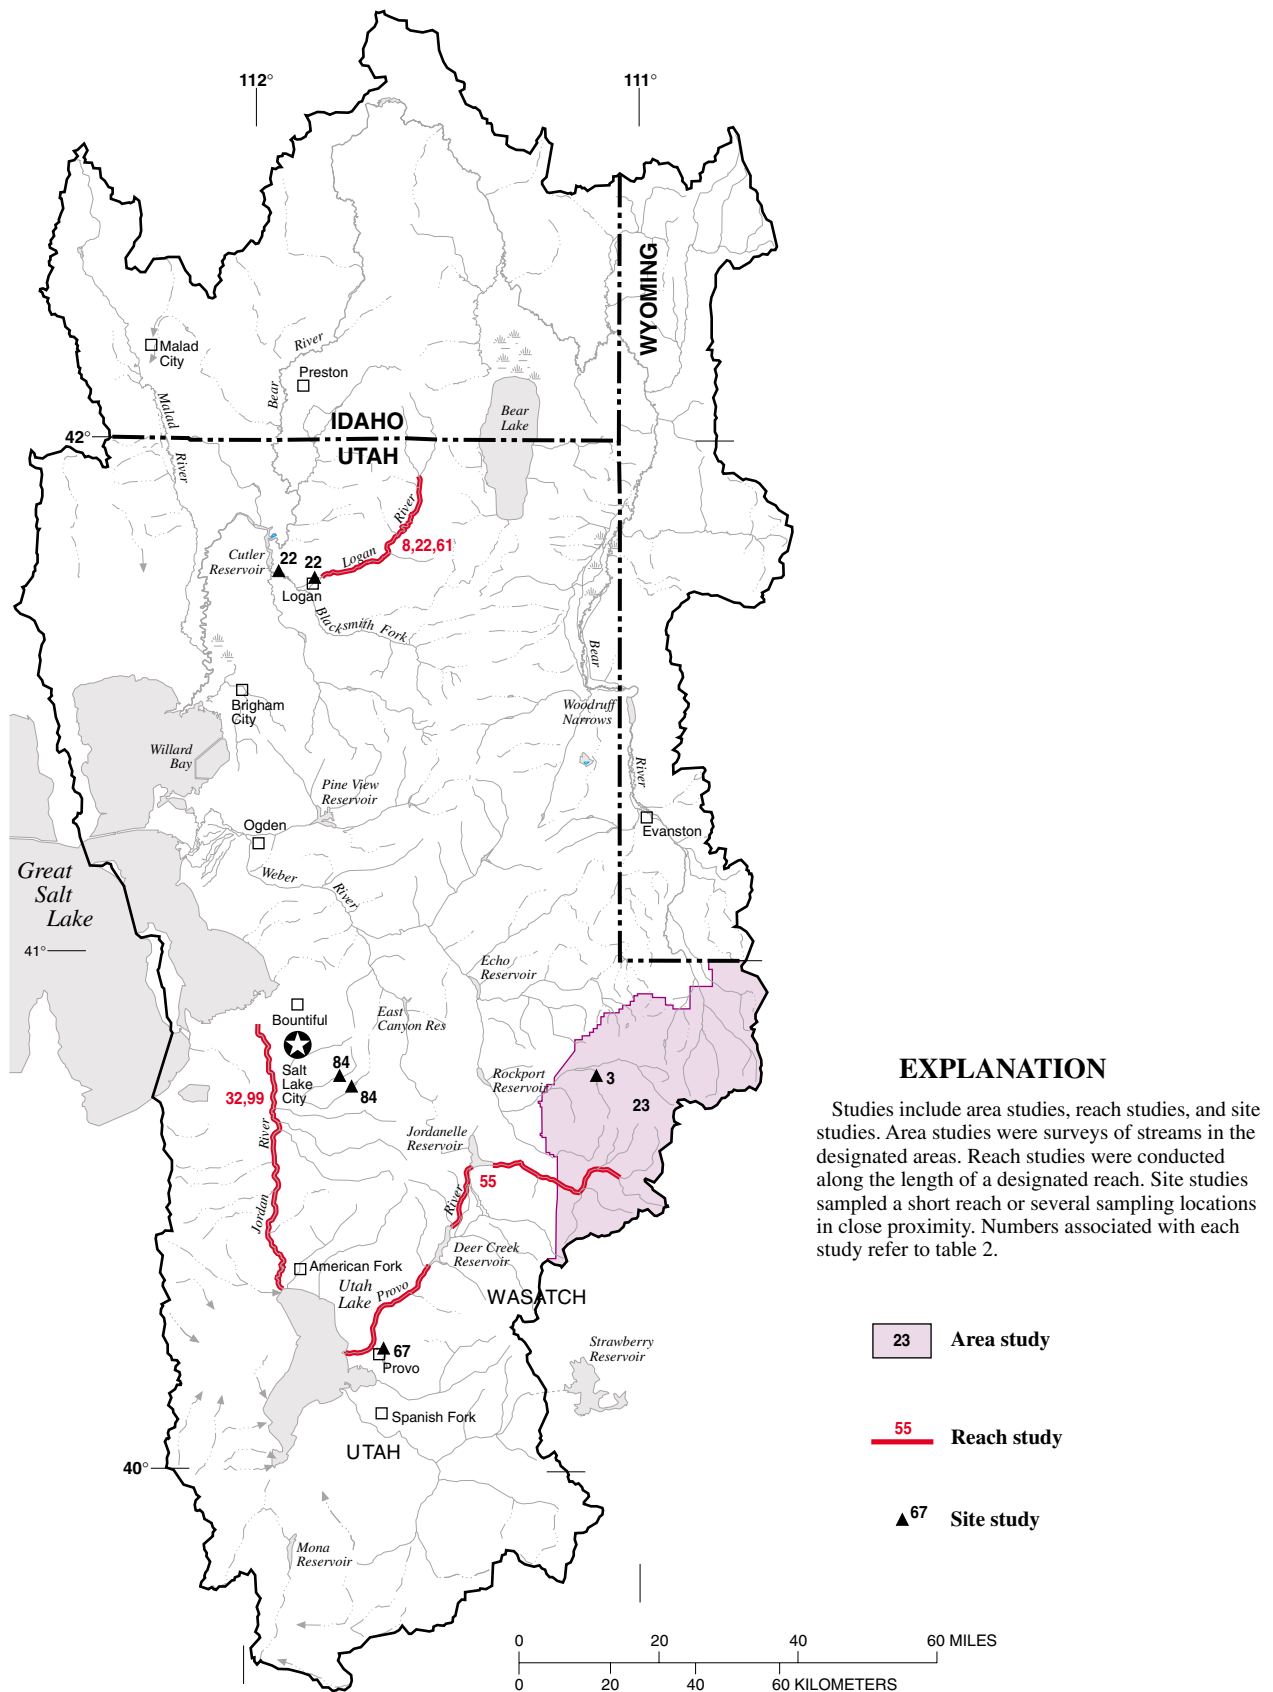 112°
111°
WYOMING
Malad
City
River
Preston
Bear
Malad
River
IDAHO
42°
UTAH
Bear
Lake
River
Logan
8,22,61
Cutler
Reservoir
22
22
Logan
Blacksmith Fork
Bear
Brigham
City
Woodruff
Narrows
Willard
Bay
River
Pine View
Reservoir
Ogden
Evanston
Weber
River
Great
Salt
Lake
41°
Echo
Reservoir
East
Canyon Res
Bountiful
Salt
Lake
City
84
84
32,99
River
Rockport
Reservoir
3
23
Jordanelle
Reservoir
55
River
Jordan
Deer Creek
Reservoir
American Fork
Utah
Lake
Provo
WASATCH
67
Provo
Strawberry
Reservoir
Spanish Fork
UTAH
40°
Mona
Reservoir
EXPLANATION
Studies include area studies, reach studies, and site
studies. Area studies were surveys of streams in the
designated areas. Reach studies were conducted
along the length of a designated reach. Site studies
sampled a short reach or several sampling locations
in close proximity. Numbers associated with each
study refer to table 2.
23 Area study
55 Reach study
67 Site study
0 20 40 60 MILES
0 20 40 60 KILOMETERS